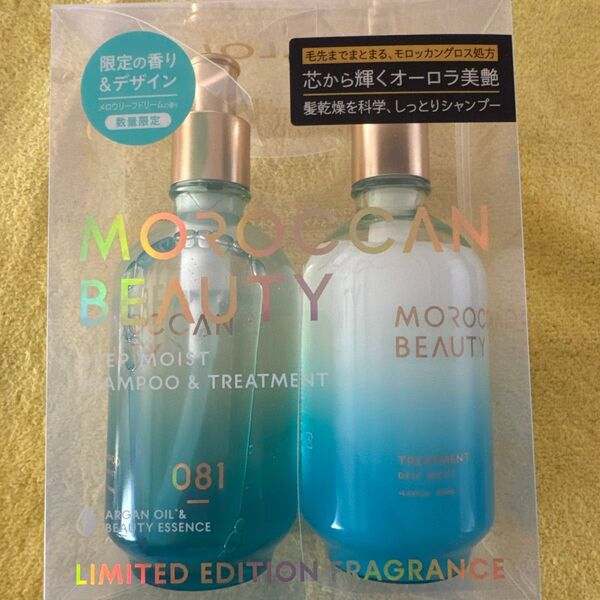 限定の香り
&デザイン
メロウリーフドリームの香り
数量限定
毛先までまとまる、モロッカングロス処方
芯から輝くオーロラ美艶
髪乾燥を科学、しっとりシャンプー
MOROCCAN
BEAUTY
DEEP MOIST
SHAMPOO & TREATMENT
MOROCCAN
BEAUTY
TREATMENT
DEEP MOIST
081
ARGAN OIL*&
BEAUTY ESSENCE
LIMITED EDITION FRAGRANCE